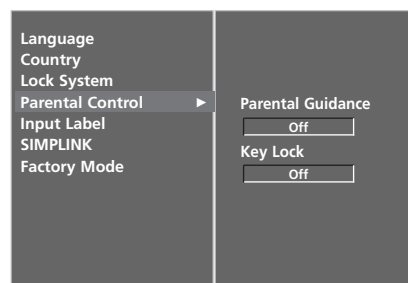 Language
Country
Lock System
Parental Control ►
Input Label
SIMPLINK
Factory Mode
Parental Guidance
Off
Key Lock
Off